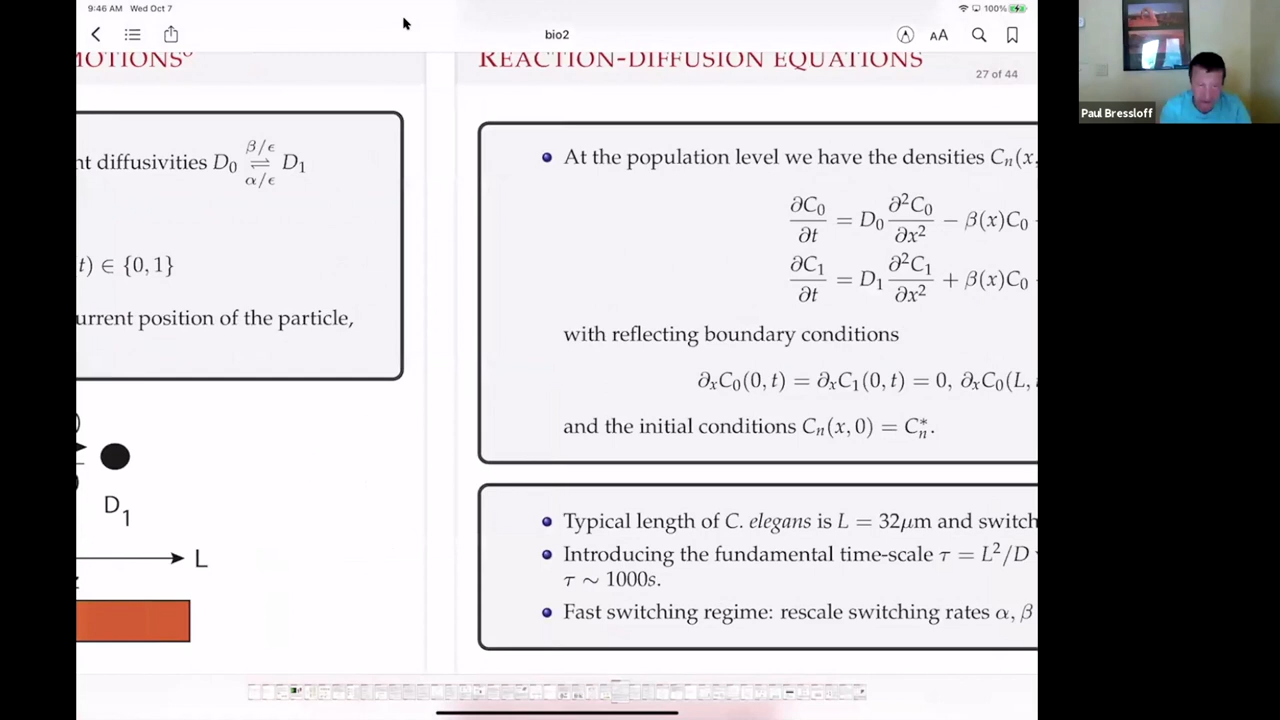 9:46 AM Wed Oct 7
100%
bio2
AA
27 of 44
MOTIONS
REACTION-DIFFUSION EQUATIONS
nt diffusivities D₀ ⇌ D₁
β/ϵ
α/ϵ
t) ∈ {0, 1}
urrent position of the particle,
D₁
L
At the population level we have the densities Cₙ(x,
∂C₀/∂t = D₀ ∂²C₀/∂x² − β(x)C₀
∂C₁/∂t = D₁ ∂²C₁/∂x² + β(x)C₀
with reflecting boundary conditions
∂ₓC₀(0, t) = ∂ₓC₁(0, t) = 0, ∂ₓC₀(L,
and the initial conditions Cₙ(x, 0) = Cₙ*.
Typical length of C. elegans is L = 32μm and switch
Introducing the fundamental time-scale τ = L²/D
τ ∼ 1000s.
Fast switching regime: rescale switching rates α, β
Paul Bressloff